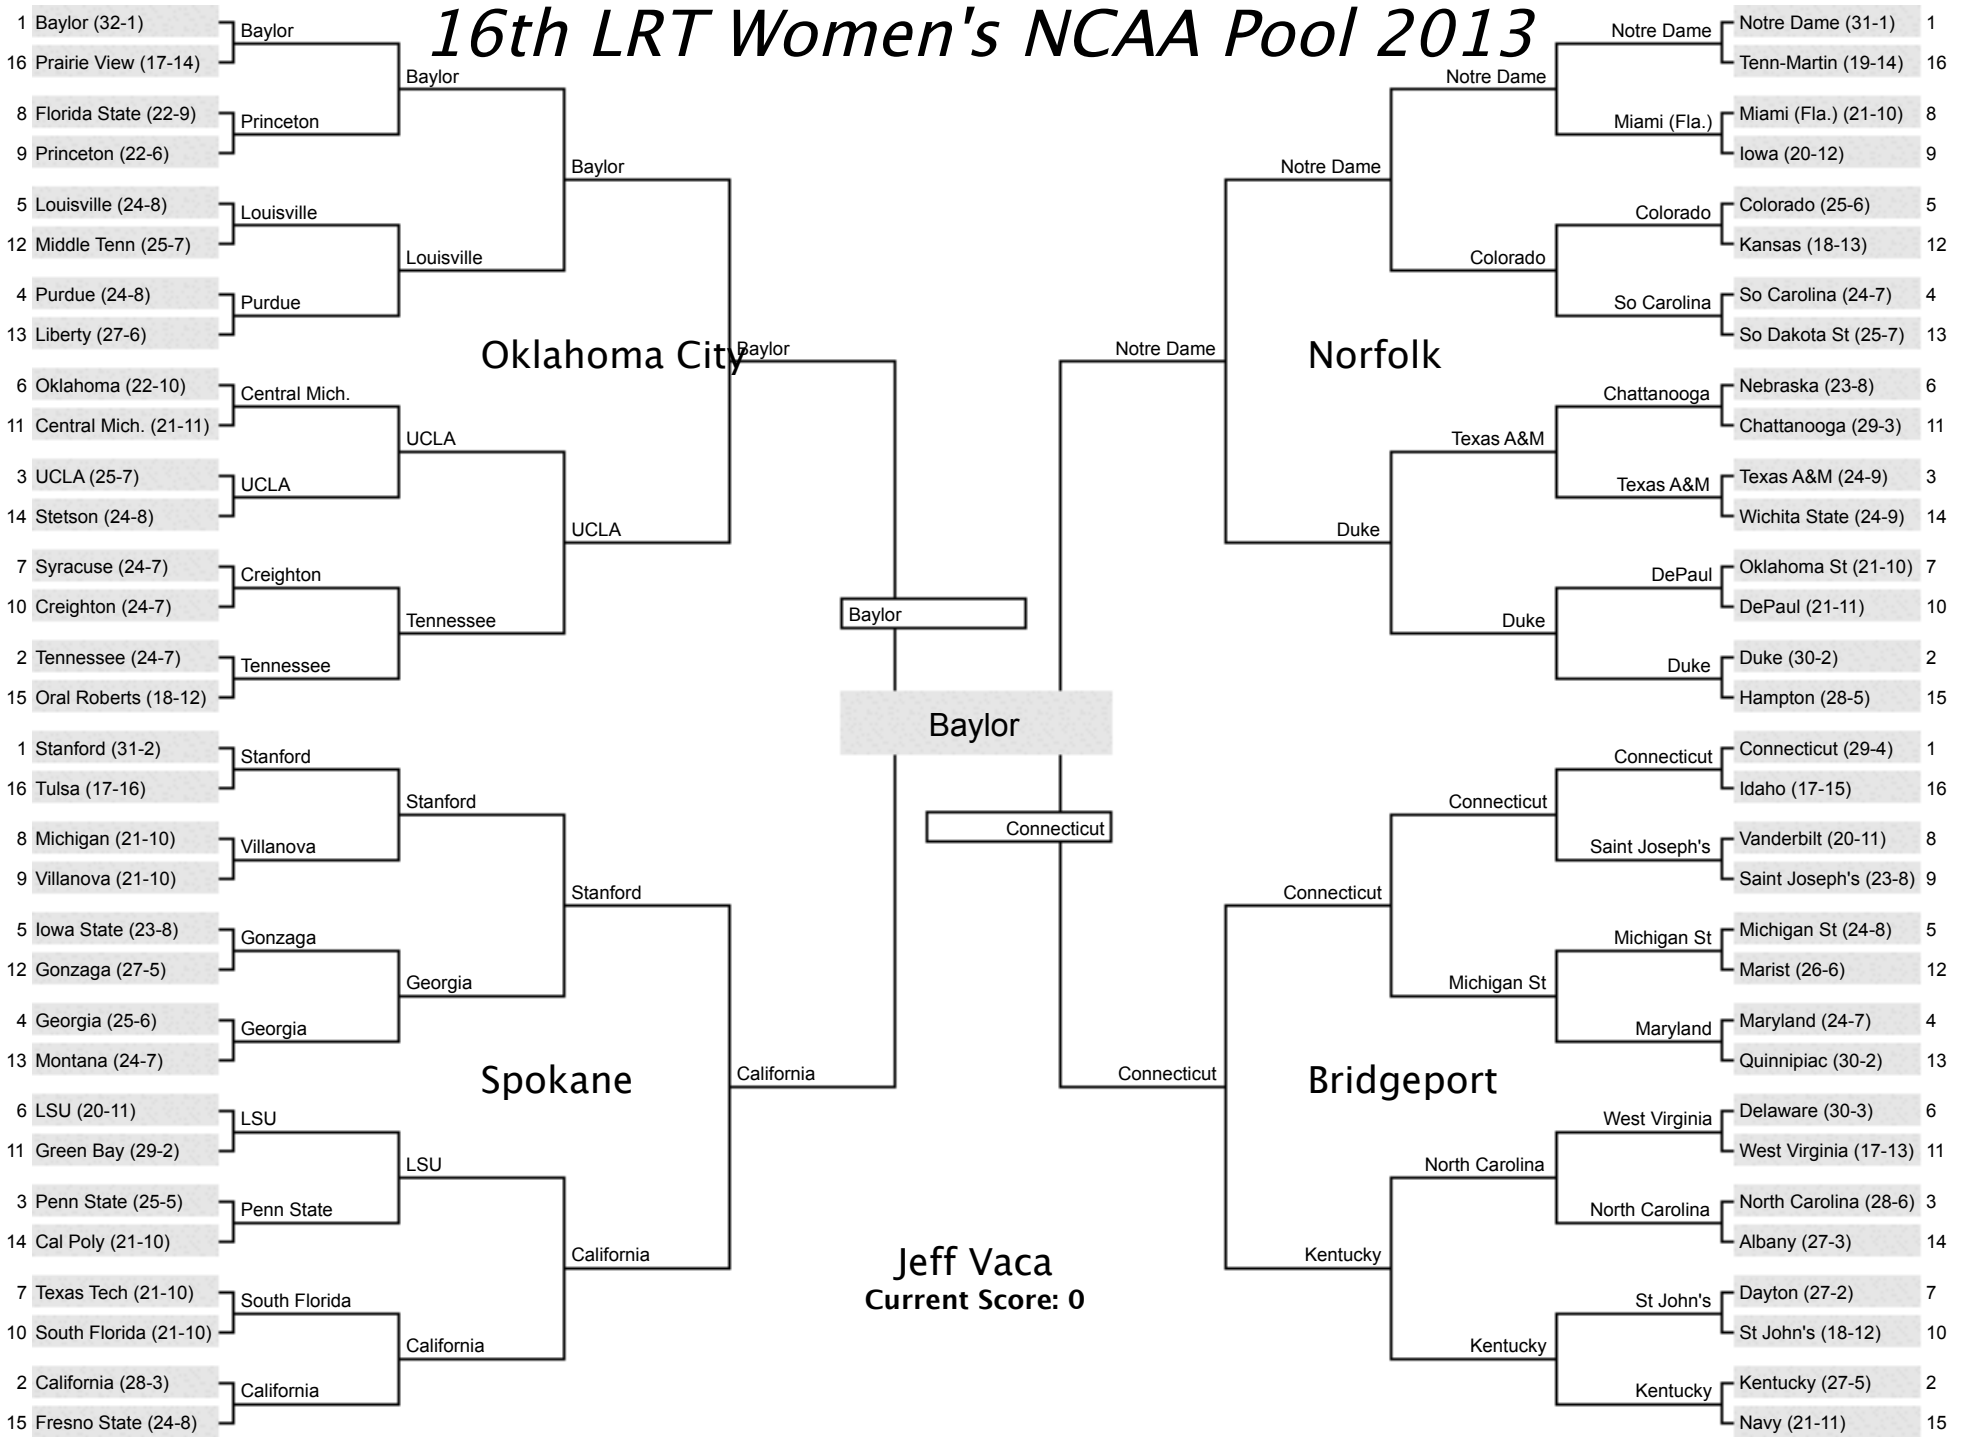 16th LRT Women's NCAA Pool 2013
1 Baylor (32-1)
16 Prairie View (17-14)
8 Florida State (22-9)
9 Princeton (22-6)
5 Louisville (24-8)
12 Middle Tenn (25-7)
4 Purdue (24-8)
13 Liberty (27-6)
6 Oklahoma (22-10)
11 Central Mich. (21-11)
3 UCLA (25-7)
14 Stetson (24-8)
7 Syracuse (24-7)
10 Creighton (24-7)
2 Tennessee (24-7)
15 Oral Roberts (18-12)
1 Stanford (31-2)
16 Tulsa (17-16)
8 Michigan (21-10)
9 Villanova (21-10)
5 Iowa State (23-8)
12 Gonzaga (27-5)
4 Georgia (25-6)
13 Montana (24-7)
6 LSU (20-11)
11 Green Bay (29-2)
3 Penn State (25-5)
14 Cal Poly (21-10)
7 Texas Tech (21-10)
10 South Florida (21-10)
2 California (28-3)
15 Fresno State (24-8)
Baylor
Princeton
Louisville
Purdue
Central Mich.
UCLA
Creighton
Tennessee
Stanford
Villanova
Gonzaga
Georgia
LSU
Penn State
South Florida
California
Baylor
Louisville
UCLA
Tennessee
Stanford
Georgia
LSU
California
Baylor
UCLA
Stanford
California
Oklahoma City
Spokane
Baylor
California
Baylor
Baylor
Connecticut
Jeff Vaca
Current Score: 0
Notre Dame
Connecticut
Norfolk
Bridgeport
Notre Dame
Duke
Connecticut
Kentucky
Notre Dame
Colorado
Texas A&M
Duke
Connecticut
Michigan St
North Carolina
Kentucky
Notre Dame
Miami (Fla.)
Colorado
So Carolina
Chattanooga
Texas A&M
DePaul
Duke
Connecticut
Saint Joseph's
Michigan St
Maryland
West Virginia
North Carolina
St John's
Kentucky
Notre Dame (31-1) 1
Tenn-Martin (19-14) 16
Miami (Fla.) (21-10) 8
Iowa (20-12) 9
Colorado (25-6) 5
Kansas (18-13) 12
So Carolina (24-7) 4
So Dakota St (25-7) 13
Nebraska (23-8) 6
Chattanooga (29-3) 11
Texas A&M (24-9) 3
Wichita State (24-9) 14
Oklahoma St (21-10) 7
DePaul (21-11) 10
Duke (30-2) 2
Hampton (28-5) 15
Connecticut (29-4) 1
Idaho (17-15) 16
Vanderbilt (20-11) 8
Saint Joseph's (23-8) 9
Michigan St (24-8) 5
Marist (26-6) 12
Maryland (24-7) 4
Quinnipiac (30-2) 13
Delaware (30-3) 6
West Virginia (17-13) 11
North Carolina (28-6) 3
Albany (27-3) 14
Dayton (27-2) 7
St John's (18-12) 10
Kentucky (27-5) 2
Navy (21-11) 15